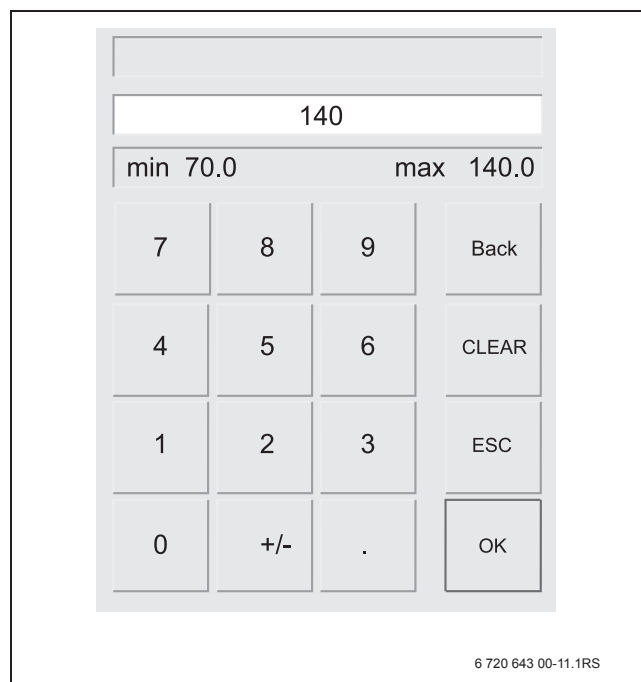 140
min 70.0 max 140.0
7 8 9 Back
4 5 6 CLEAR
1 2 3 ESC
0 +/- . OK
6 720 643 00-11.1RS